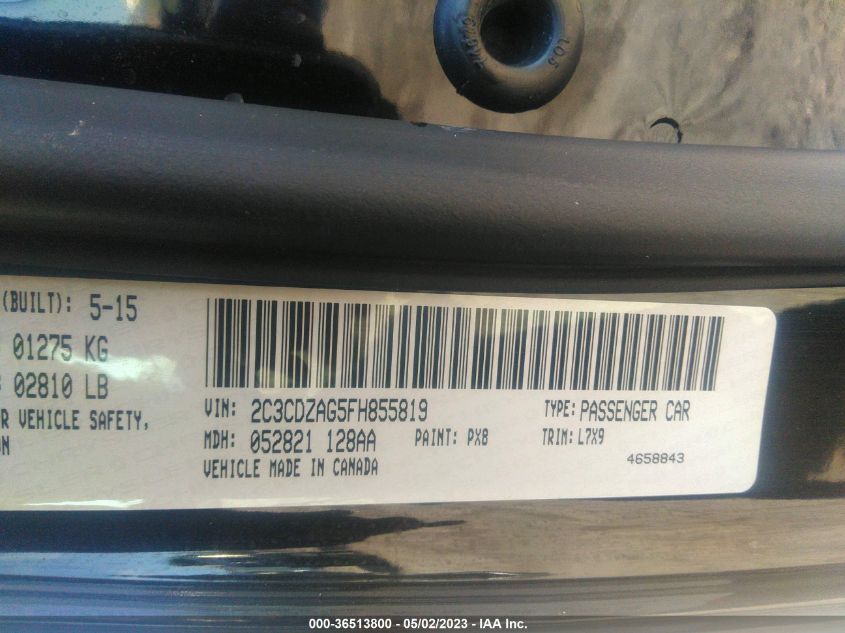 LOS
(BUILT): 5-15
01275 KG
02810 LB
VEHICLE SAFETY,
VIN: 2C3CDZAG5FH855819 TYPE: PASSENGER CAR
MDH: 052821 128AA PAINT: PX8 TRIM: L7X9
VEHICLE MADE IN CANADA
4658843
000-36513800 - 05/02/2023 - IAA Inc.